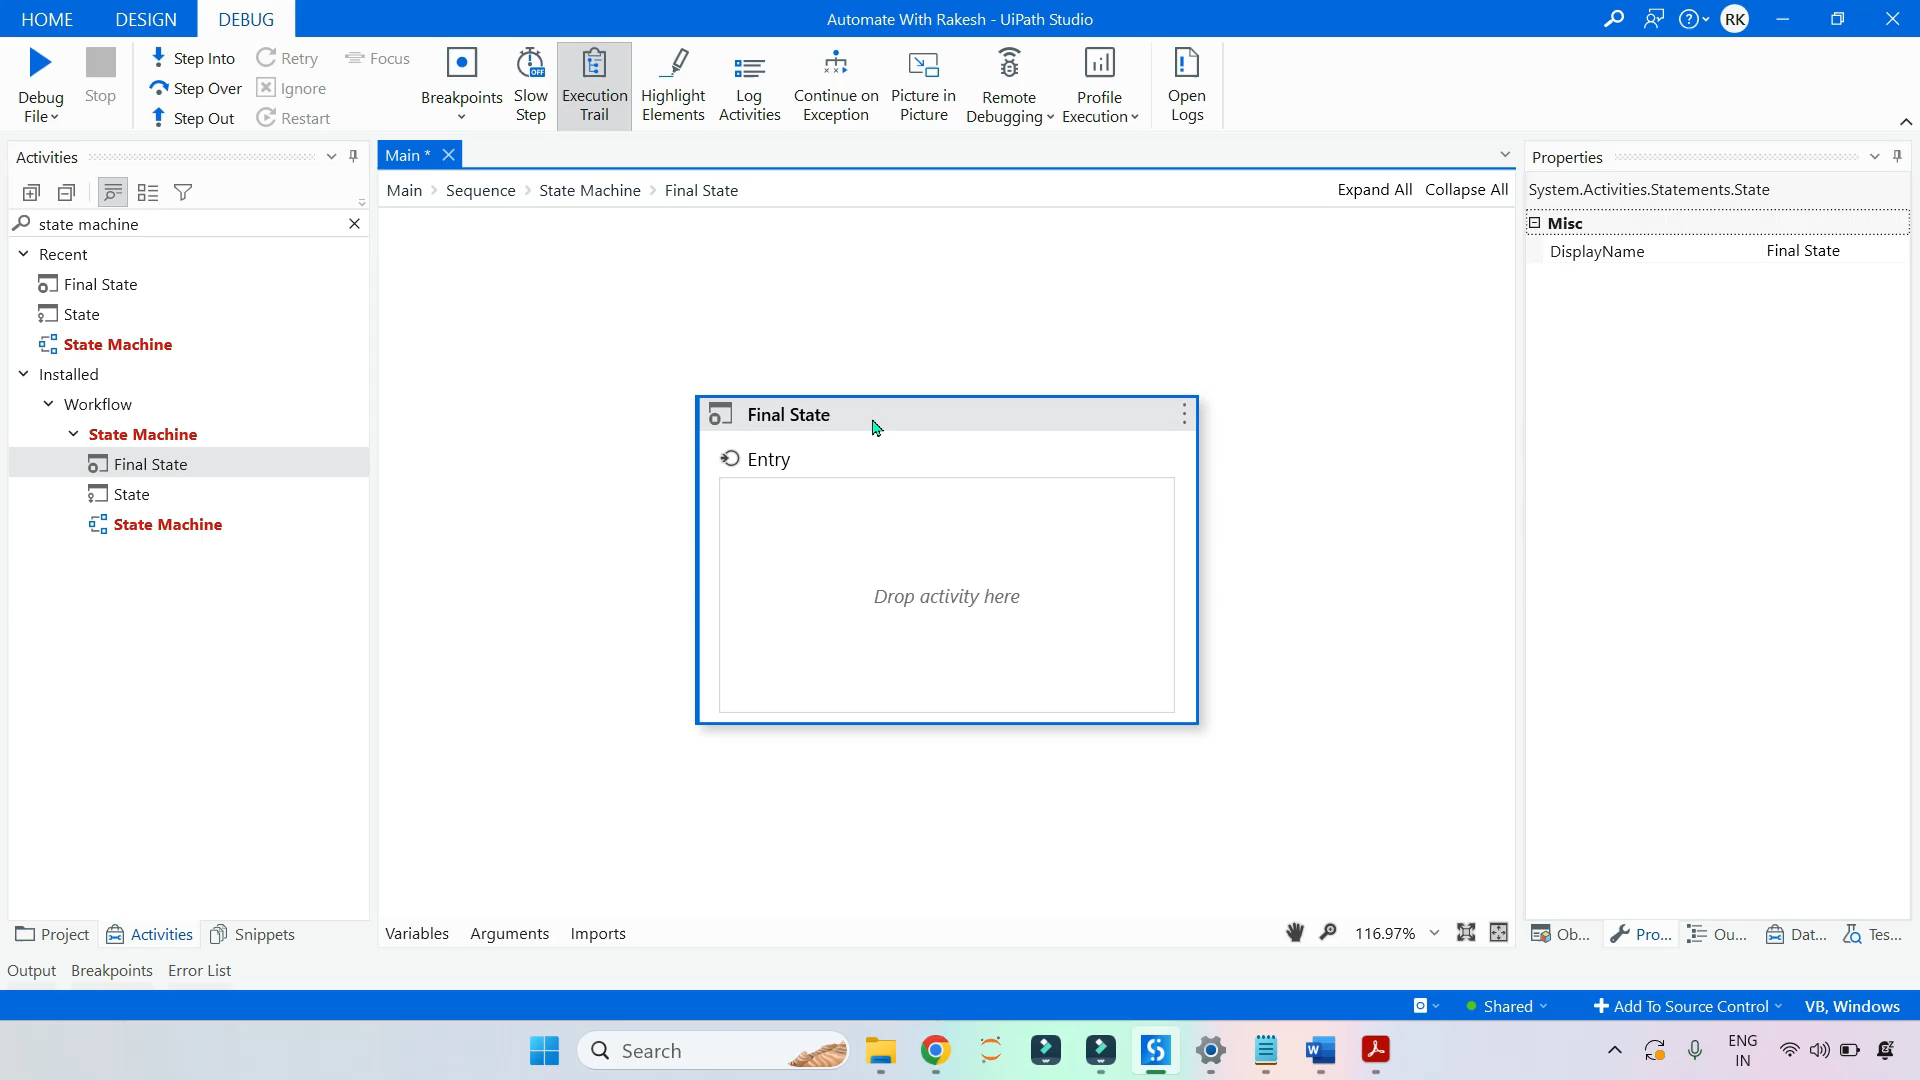 HOME DESIGN DEBUG Automate With Rakesh - UiPath Studio RK
Debug File Stop
Step Into Retry Focus
Step Over Ignore
Step Out Restart
Breakpoints
Slow Step
Execution Trail
Highlight Elements
Log Activities
Continue on Exception
Picture in Picture
Remote Debugging
Profile Execution
Open Logs
Activities
state machine
Recent
Final State
State
State Machine
Installed
Workflow
State Machine
Final State
State
State Machine
Project Activities Snippets
Main *
Main > Sequence > State Machine > Final State Expand All Collapse All
Final State
Entry
Drop activity here
Variables Arguments Imports 116.97%
Properties
System.Activities.Statements.State
Misc
DisplayName Final State
Ob... Pro... Ou... Dat... Tes...
Output Breakpoints Error List
Shared Add To Source Control VB, Windows
Search
ENG
IN